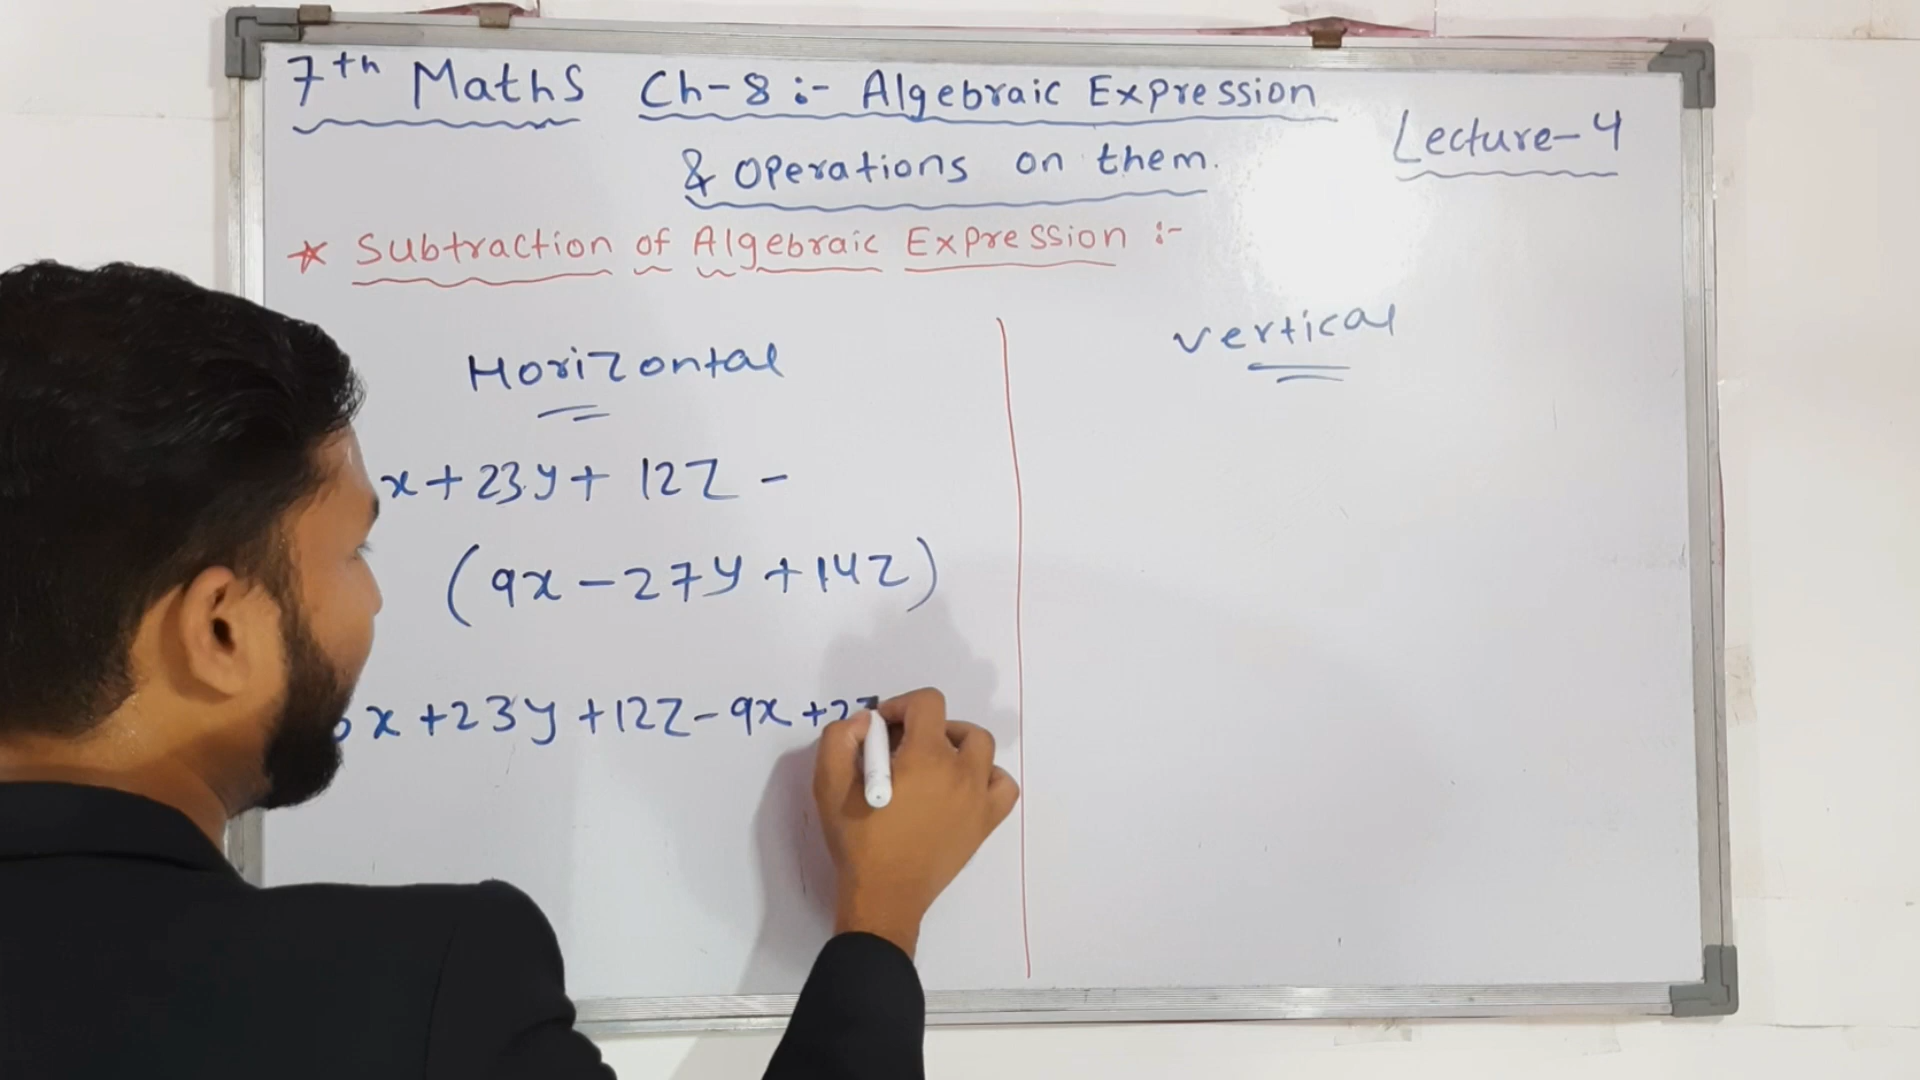 7th Maths Ch-8 :- Algebraic Expression
& Operations on them.
Lecture-4
* Subtraction of Algebraic Expression :-
Horizontal
x + 23y + 12z -
(9x - 27y + 14z)
x + 23y + 12z - 9x + 27
vertical